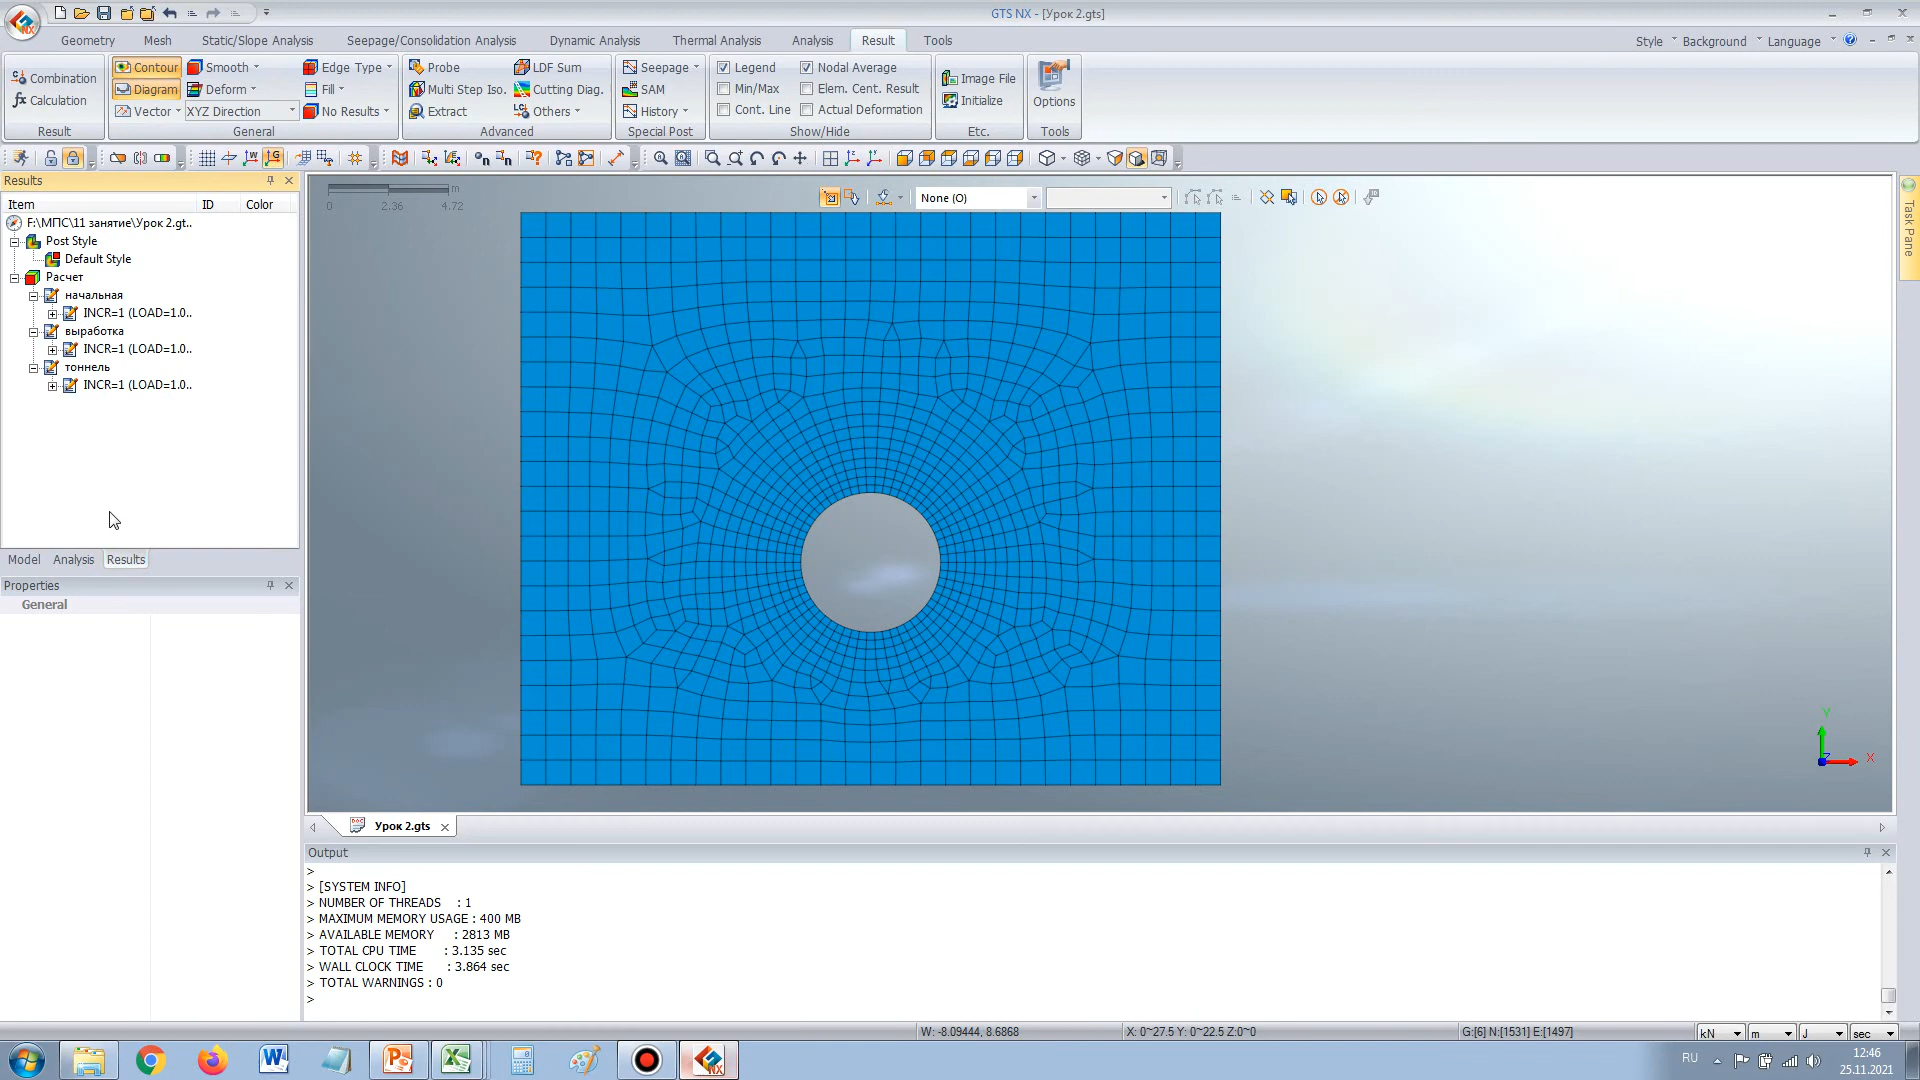 GTS NX - [Урок 2.gts]
Geometry Mesh Static/Slope Analysis Seepage/Consolidation Analysis Dynamic Analysis Thermal Analysis Analysis Result Tools
Style Background Language
Combination
Calculation
Result
Contour Smooth Edge Type
Diagram Deform Fill
Vector XYZ Direction No Results
General
Probe LDF Sum
Multi Step Iso. Cutting Diag.
Extract Others
Advanced
Seepage
SAM
History
Special Post
Legend Nodal Average
Min/Max Elem. Cent. Result
Cont. Line Actual Deformation
Show/Hide
Image File
Initialize
Etc.
Options
Tools
Results
Item ID Color
F:\МПС\11 занятие\Урок 2.gt..
Post Style
Default Style
Расчет
начальная
INCR=1 (LOAD=1.0..
выработка
INCR=1 (LOAD=1.0..
тоннель
INCR=1 (LOAD=1.0..
Model Analysis Results
Properties
General
m
0 2.36 4.72
None (O)
Task Pane
Y
Z
X
Урок 2.gts
Output
>
> [SYSTEM INFO]
> NUMBER OF THREADS : 1
> MAXIMUM MEMORY USAGE : 400 MB
> AVAILABLE MEMORY : 2813 MB
> TOTAL CPU TIME : 3.135 sec
> WALL CLOCK TIME : 3.864 sec
> TOTAL WARNINGS : 0
>
W: -8.09444, 8.6868 X: 0~27.5 Y: 0~22.5 Z:0~0 G:[6] N:[1531] E:[1497] kN m J sec
RU 12:46
25.11.2021